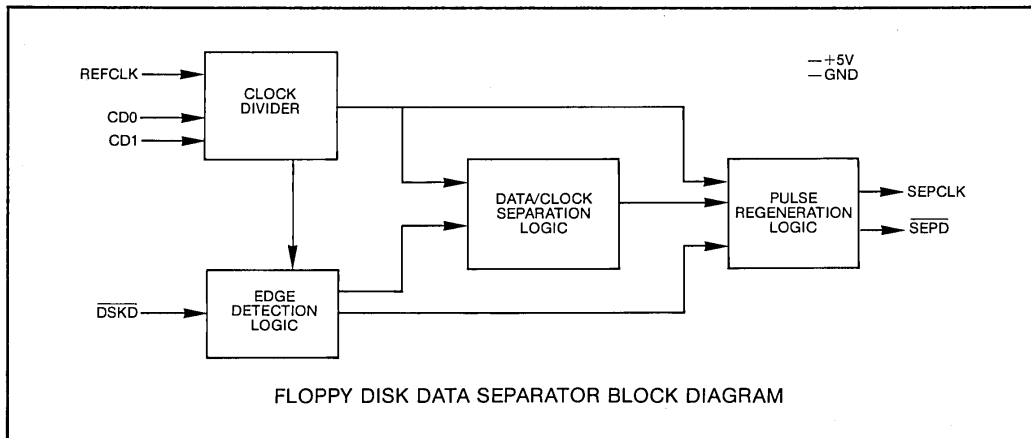 REFCLK
CD0
CD1
CLOCK
DIVIDER
—+5V
—GND
DATA/CLOCK
SEPARATION
LOGIC
PULSE
REGENERATION
LOGIC
SEPCLK
SEPD
DSKD
EDGE
DETECTION
LOGIC
FLOPPY DISK DATA SEPARATOR BLOCK DIAGRAM